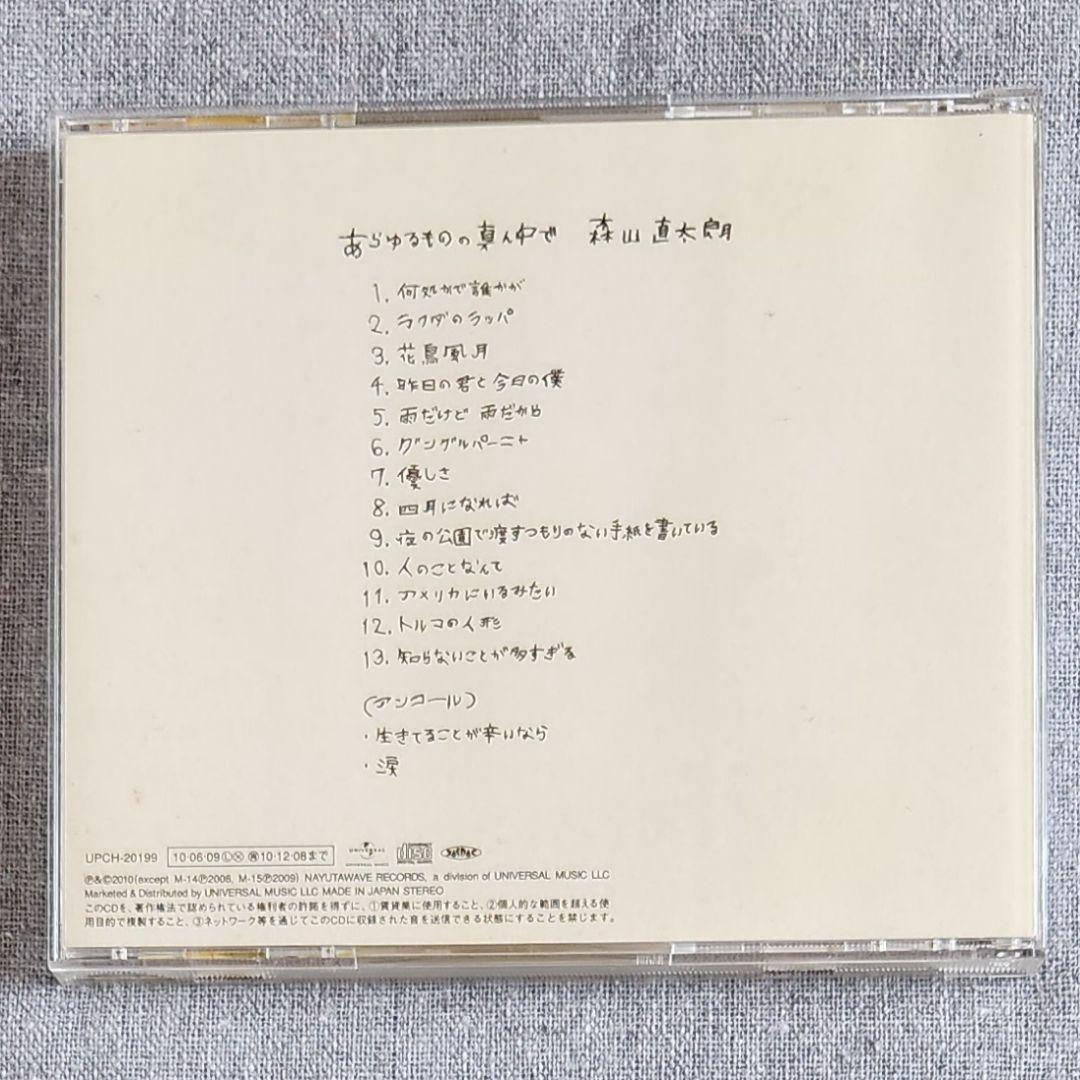 あらゆるものの真ん中で 森山直太朗
1. 何処かで誰かが
2. ラクダのラッパ
3. 花鳥風月
4. 昨日の君と今日の僕
5. 雨だけど 雨だから
6. グングルパーニャ
7. 優しさ
8. 四耳になれば
9. 夜の公園で渡すつもりのない手紙を書いている
10. 人のことなんて
11. アメリカにいるみたい
12. トルコの人形
13. 知らないことが多すぎる
(アンコール)
・生きてることが辛いなら
・涙
UPCH-20199 10・06・09ⓁⓍ㊞10・12・08まで UNIVERSAL disc
Ⓟ&Ⓒ2010(except M-14Ⓟ2006, M-15Ⓟ2009) NAYUTAWAVE RECORDS, a division of UNIVERSAL MUSIC LLC
Marketed & Distributed by UNIVERSAL MUSIC LLC MADE IN JAPAN STEREO
このCDを、著作権法で認められている権利者の許諾を得ずに、①賃貸業に使用すること、②個人的な範囲を超える使
用目的で複製すること、③ネットワーク等を通じてこのCDに収録された音を送信できる状態にすることを禁じます。